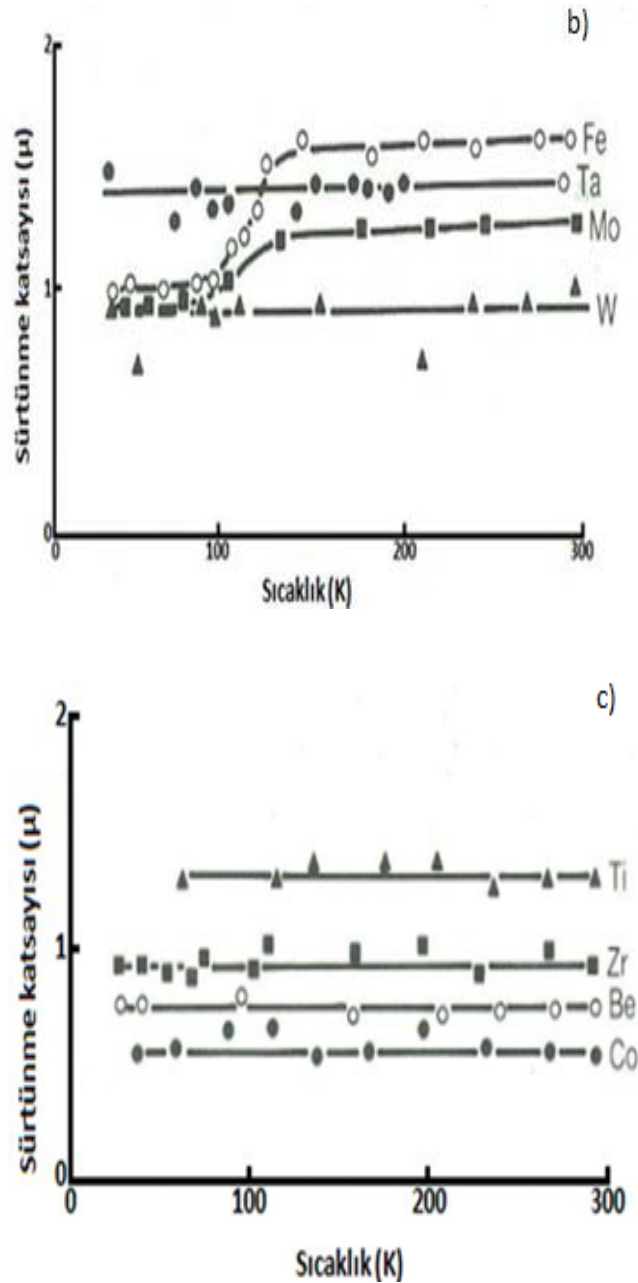 b)
2
Fe
Ta
Mo
1
W
0
0
100
200
300
Sürtünme katsayısı (μ)
Sıcaklık (K)
c)
2
Ti
1
Zr
Be
Co
0
0
100
200
300
Sürtünme katsayısı (μ)
Sıcaklık (K)